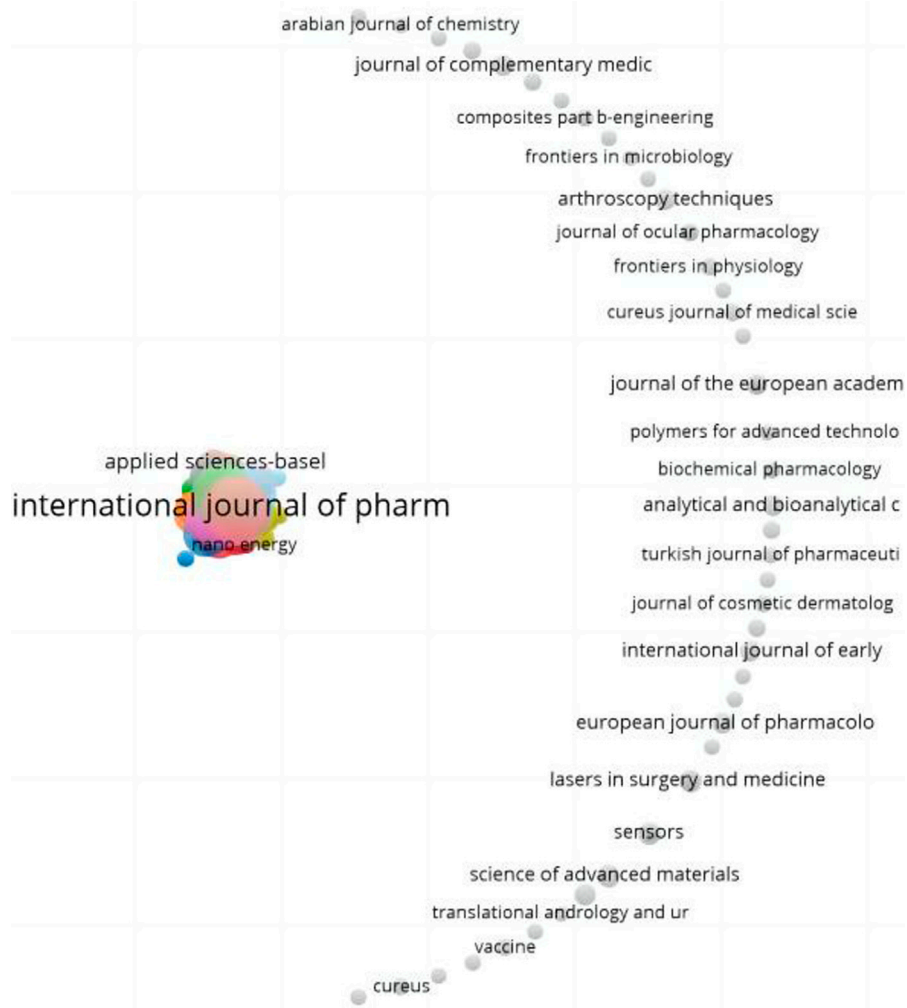 arabian journal of chemistry
journal of complementary medic
composites part b-engineering
frontiers in microbiology
arthroscopy techniques
journal of ocular pharmacology
frontiers in physiology
cureus journal of medical scie
journal of the european academ
polymers for advanced technolo
applied sciences-basel
biochemical pharmacology
international journal of pharm
analytical and bioanalytical c
nano energy
turkish journal of pharmaceuti
journal of cosmetic dermatolog
international journal of early
european journal of pharmacolo
lasers in surgery and medicine
sensors
science of advanced materials
translational andrology and ur
vaccine
cureus